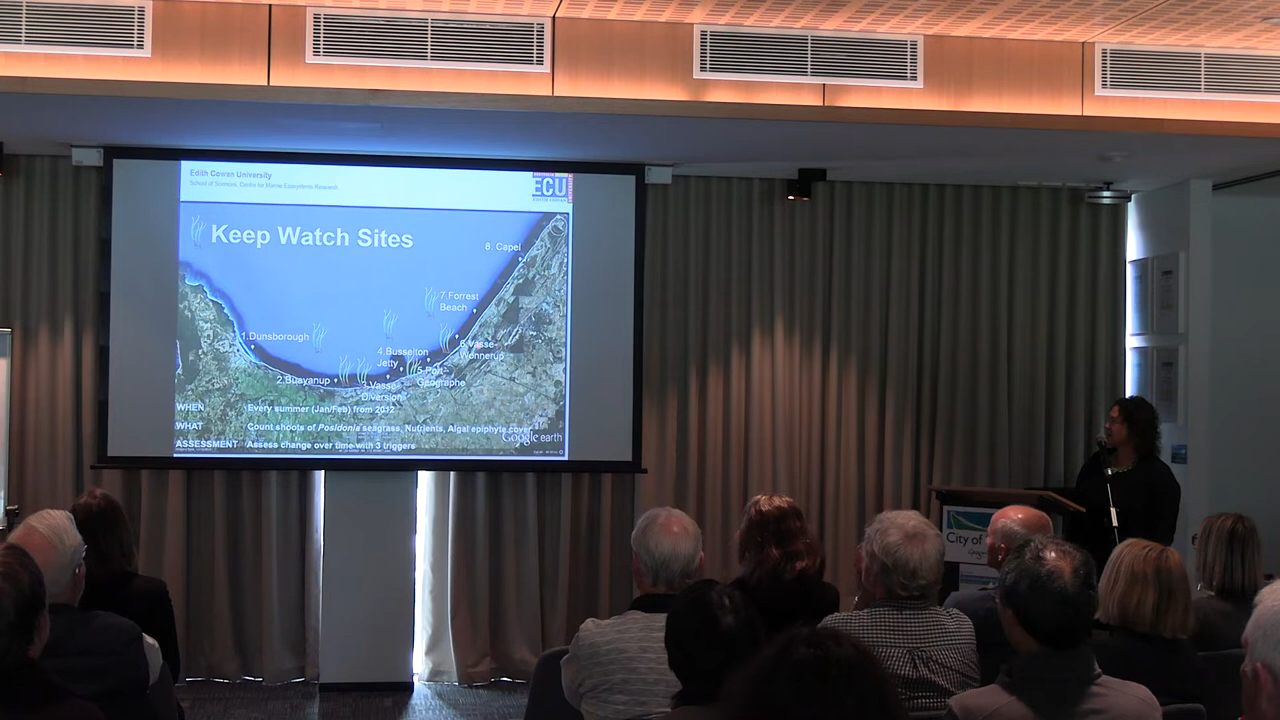 Edith Cowan University
School of Sciences, Centre for Marine Ecosystems Research
ECU
Keep Watch Sites
8. Capel
7.Forrest
Beach
1.Dunsborough
6.Vasse-
Wonnerup
4.Busselton
Jetty
5.Port
Geographe
2.Buayanup
3.Vasse
Diversion
WHEN Every summer (Jan/Feb) from 2012
WHAT Count shoots of Posidonia seagrass, Nutrients, Algal epiphyte cover
Google earth
ASSESSMENT Assess change over time with 3 triggers
City of